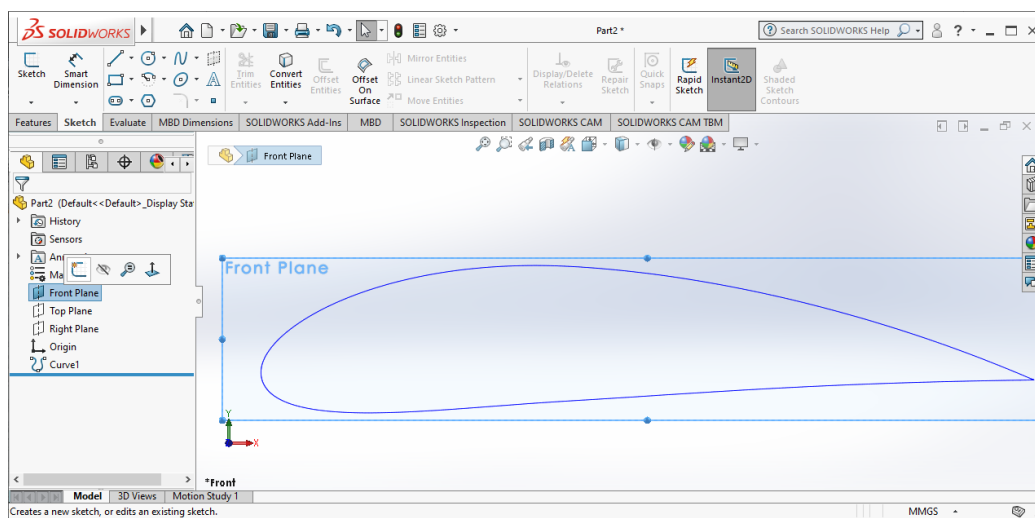 SOLIDWORKS
Part2 *
Search SOLIDWORKS Help
?
Sketch
Smart Dimension
Trim Entities
Convert Entities
Offset Entities
Offset On Surface
Mirror Entities
Linear Sketch Pattern
Move Entities
Display/Delete Relations
Repair Sketch
Quick Snaps
Rapid Sketch
Instant2D
Shaded Sketch Contours
Features Sketch Evaluate MBD Dimensions SOLIDWORKS Add-Ins MBD SOLIDWORKS Inspection SOLIDWORKS CAM SOLIDWORKS CAM TBM
Front Plane
Part2 (Default<<Default>_Display Sta
History
Sensors
An
Ma
Front Plane
Top Plane
Right Plane
Origin
Curve1
Front Plane
Y
X
*Front
Model 3D Views Motion Study 1
Creates a new sketch, or edits an existing sketch.
MMGS